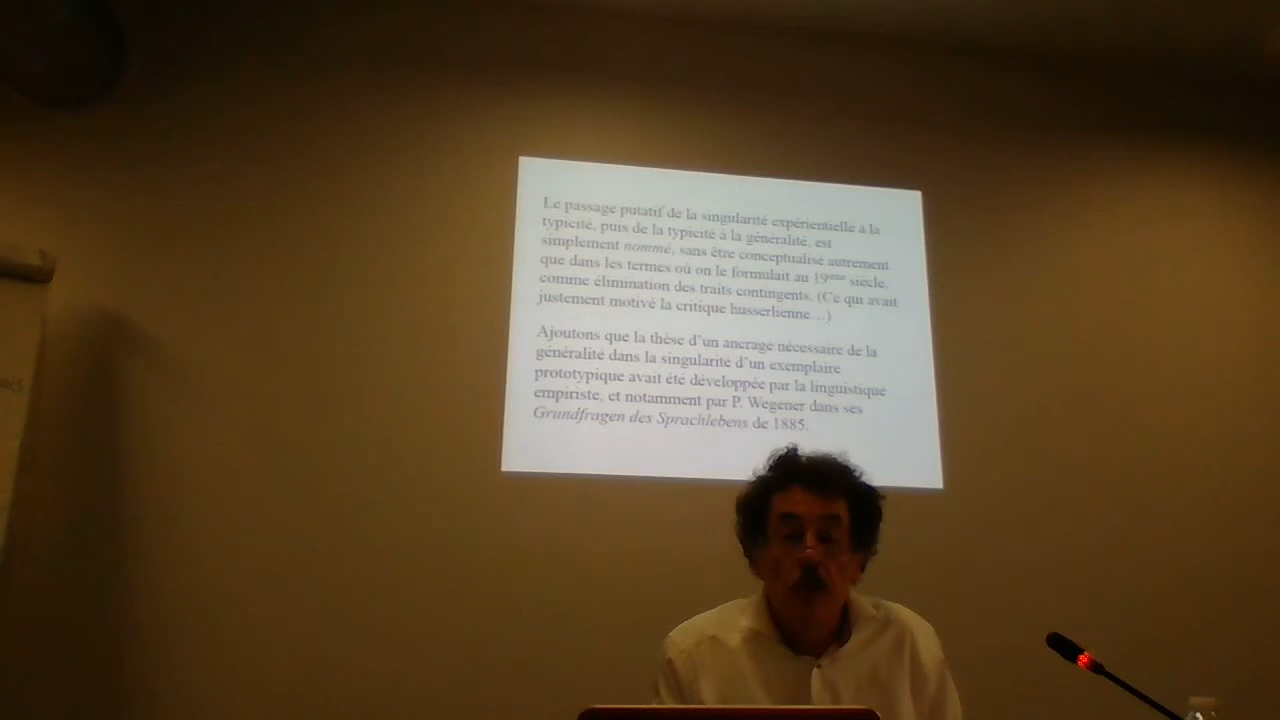 Le passage putatif de la singularité expérientielle à la
typicité, puis de la typicité à la généralité, est
simplement nommé, sans être conceptualisé autrement
que dans les termes où on le formulait au 19ème siècle,
comme élimination des traits contingents. (Ce qui avait
justement motivé la critique husserlienne…)
Ajoutons que la thèse d'un ancrage nécessaire de la
généralité dans la singularité d'un exemplaire
prototypique avait été développée par la linguistique
empiriste, et notamment par P. Wegener dans ses
Grundfragen des Sprachlebens de 1885.